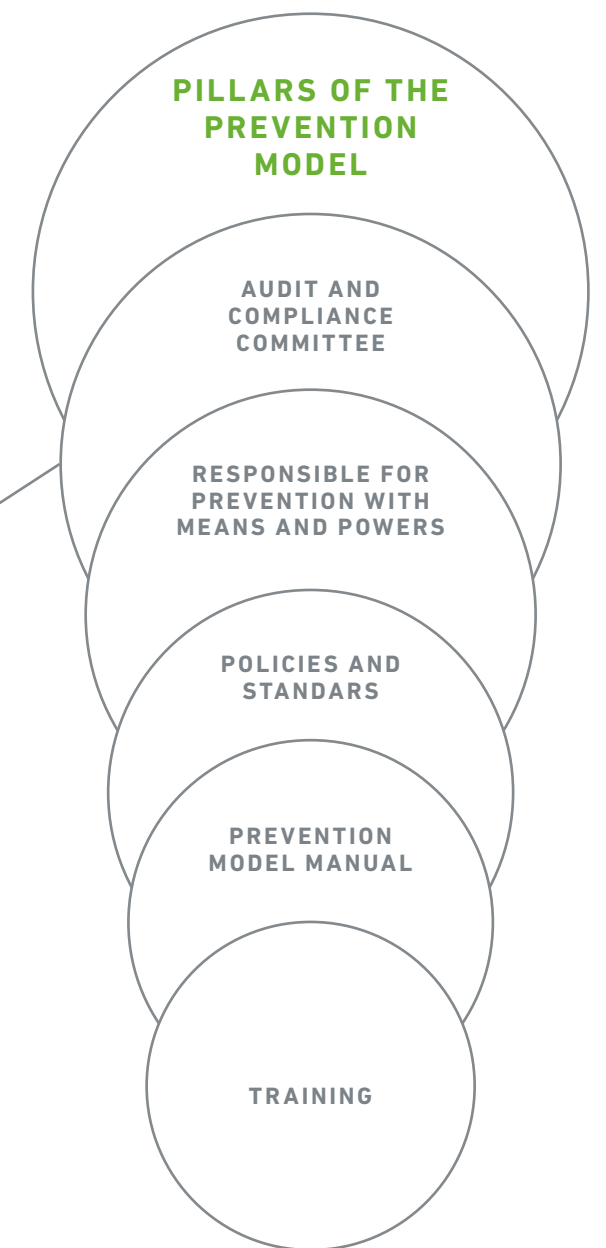 PILLARS OF THE
PREVENTION
MODEL
AUDIT AND
COMPLIANCE
COMMITTEE
RESPONSIBLE FOR
PREVENTION WITH
MEANS AND POWERS
POLICIES AND
STANDARS
PREVENTION
MODEL MANUAL
TRAINING